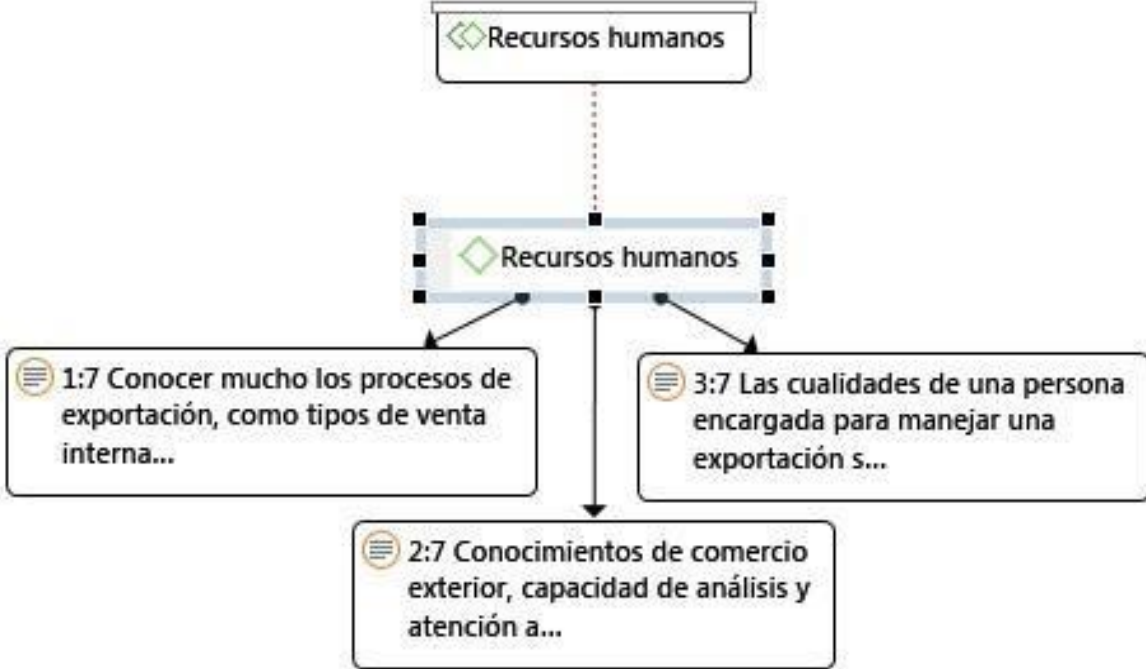 Recursos humanos
Recursos humanos
1:7 Conocer mucho los procesos de
exportación, como tipos de venta
interna...
3:7 Las cualidades de una persona
encargada para manejar una
exportación s...
2:7 Conocimientos de comercio
exterior, capacidad de análisis y
atención a...